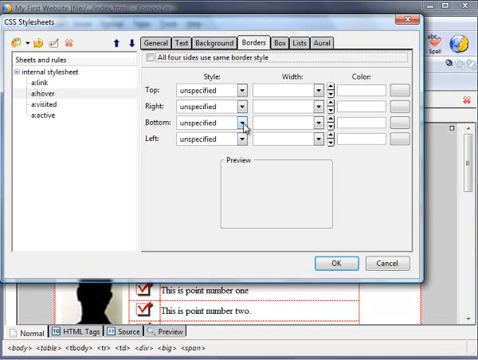 My First Website [file:/
CSS Stylesheets
General Text Background Borders Box Lists Aural
Sheets and rules
internal stylesheet
a:link
a:hover
a:visited
a:active
All four sides use same border style
Style: Width: Color:
Top: unspecified
Right: unspecified
Bottom: unspecified
Left: unspecified
Preview
OK Cancel
Spell
This is point number one
This is point number two.
Normal HTML Tags Source Preview
<body> <table> <tbody> <tr> <td> <div> <big> <span>